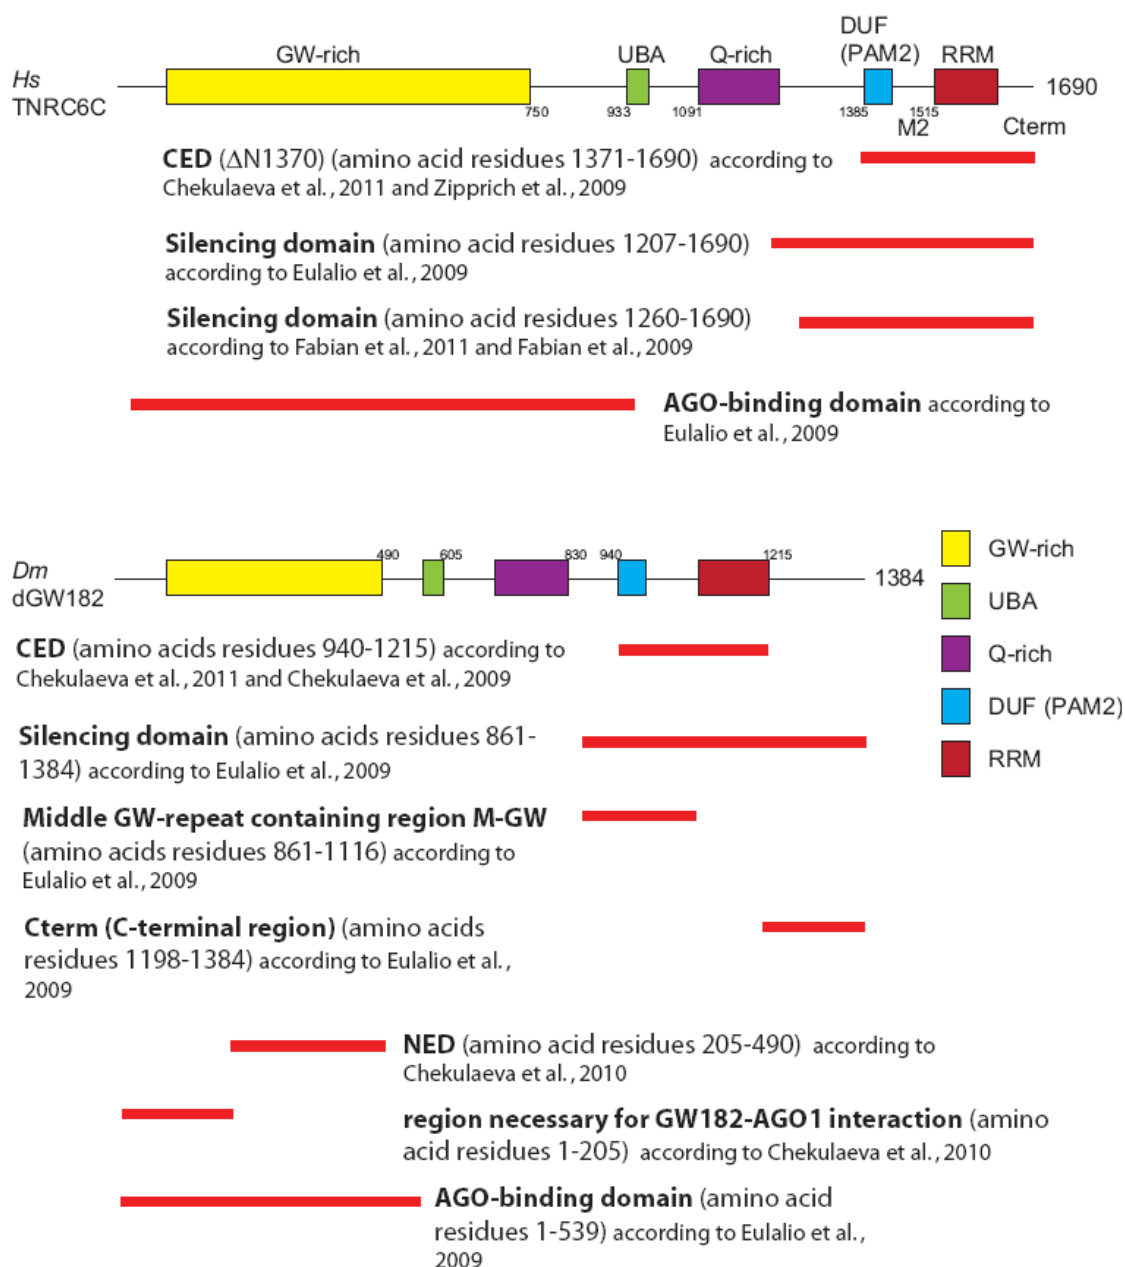 DUF
GW-rich UBA Q-rich (PAM2) RRM
Hs
TNRC6C
1690
750 933 1091 1385 1515
M2 Cterm
CED (ΔN1370) (amino acid residues 1371-1690) according to
Chekulaeva et al., 2011 and Zipprich et al., 2009
Silencing domain (amino acid residues 1207-1690)
according to Eulalio et al., 2009
Silencing domain (amino acid residues 1260-1690)
according to Fabian et al., 2011 and Fabian et al., 2009
AGO-binding domain according to
Eulalio et al., 2009
490 605 830 940 1215
Dm
dGW182
1384
GW-rich
UBA
Q-rich
DUF (PAM2)
RRM
CED (amino acids residues 940-1215) according to
Chekulaeva et al., 2011 and Chekulaeva et al., 2009
Silencing domain (amino acids residues 861-
1384) according to Eulalio et al., 2009
Middle GW-repeat containing region M-GW
(amino acids residues 861-1116) according to
Eulalio et al., 2009
Cterm (C-terminal region) (amino acids
residues 1198-1384) according to Eulalio et al.,
2009
NED (amino acid residues 205-490) according to
Chekulaeva et al., 2010
region necessary for GW182-AGO1 interaction (amino
acid residues 1-205) according to Chekulaeva et al., 2010
AGO-binding domain (amino acid
residues 1-539) according to Eulalio et al.,
2009